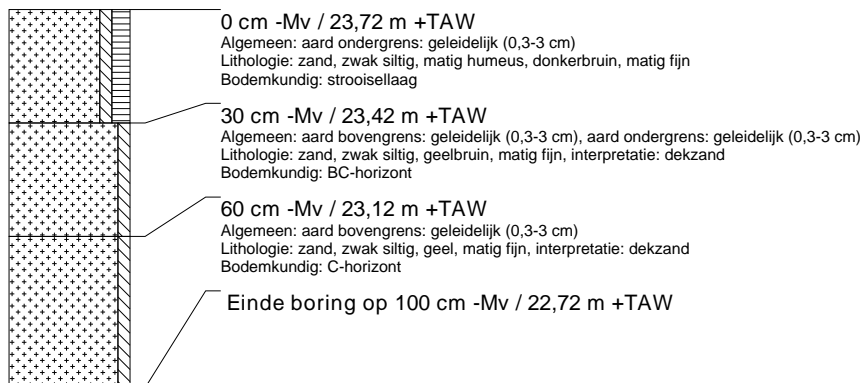 0 cm -Mv / 23,72 m +TAW
Algemeen: aard ondergrens: geleidelijk (0,3-3 cm)
Lithologie: zand, zwak siltig, matig humeus, donkerbruin, matig fijn
Bodemkundig: strooisellaag
30 cm -Mv / 23,42 m +TAW
Algemeen: aard bovengrens: geleidelijk (0,3-3 cm), aard ondergrens: geleidelijk (0,3-3 cm)
Lithologie: zand, zwak siltig, geelbruin, matig fijn, interpretatie: dekzand
Bodemkundig: BC-horizont
60 cm -Mv / 23,12 m +TAW
Algemeen: aard bovengrens: geleidelijk (0,3-3 cm)
Lithologie: zand, zwak siltig, geel, matig fijn, interpretatie: dekzand
Bodemkundig: C-horizont
Einde boring op 100 cm -Mv / 22,72 m +TAW